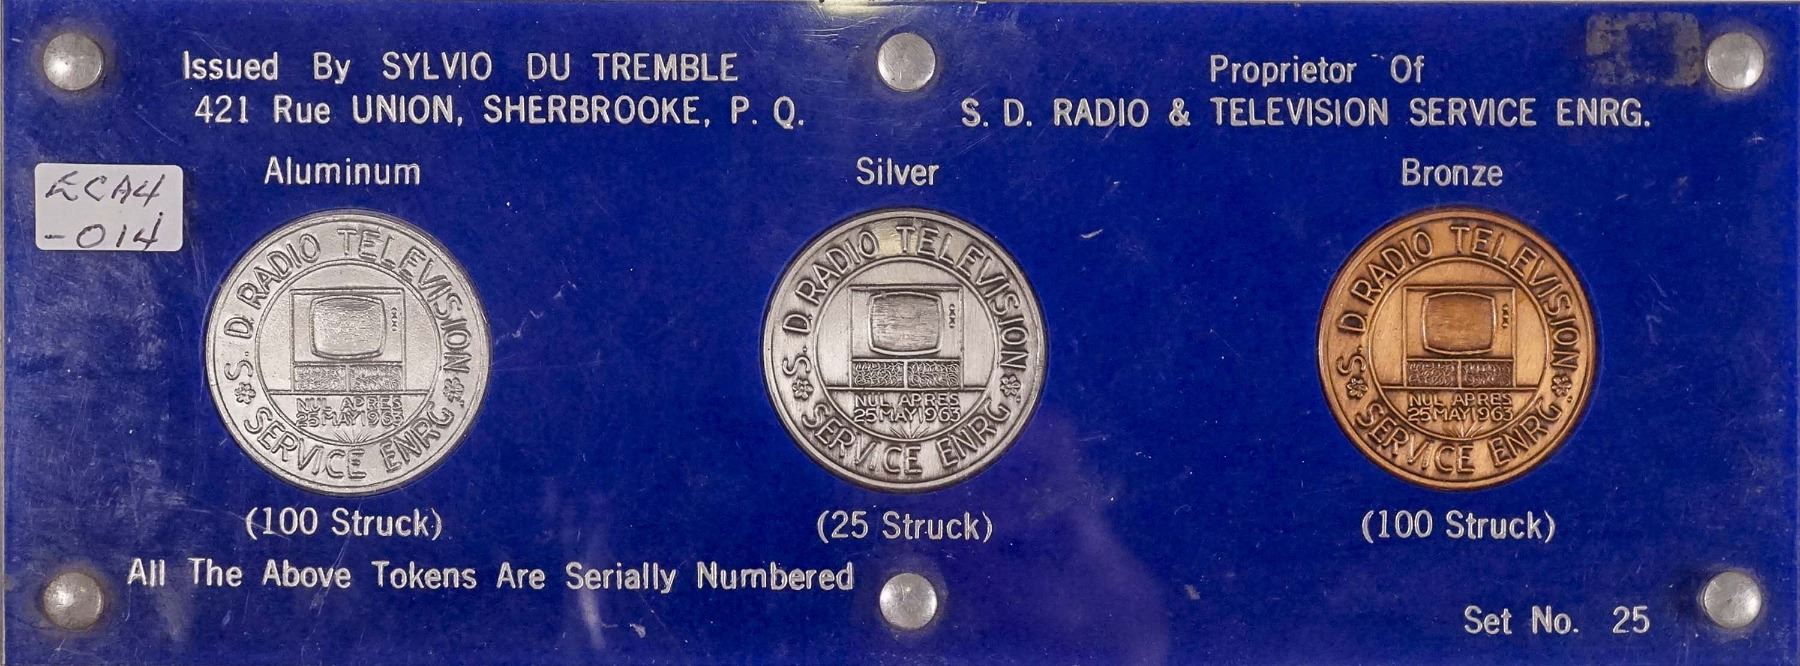 Issued By SYLVIO DU TREMBLE
421 Rue UNION, SHERBROOKE, P. Q.
Proprietor Of
S. D. RADIO & TELEVISION SERVICE ENRG.
ECA4
-014
Aluminum
Silver
Bronze
S. D. RADIO TELEVISION
NUL APRES
25 MAY 1963
SERVICE ENRG.
S. D. RADIO TELEVISION
NUL APRES
25 MAY 1963
SERVICE ENRG.
S. D. RADIO TELEVISION
NUL APRES
25 MAY 1963
SERVICE ENRG.
(100 Struck)
(25 Struck)
(100 Struck)
All The Above Tokens Are Serially Numbered
Set No. 25